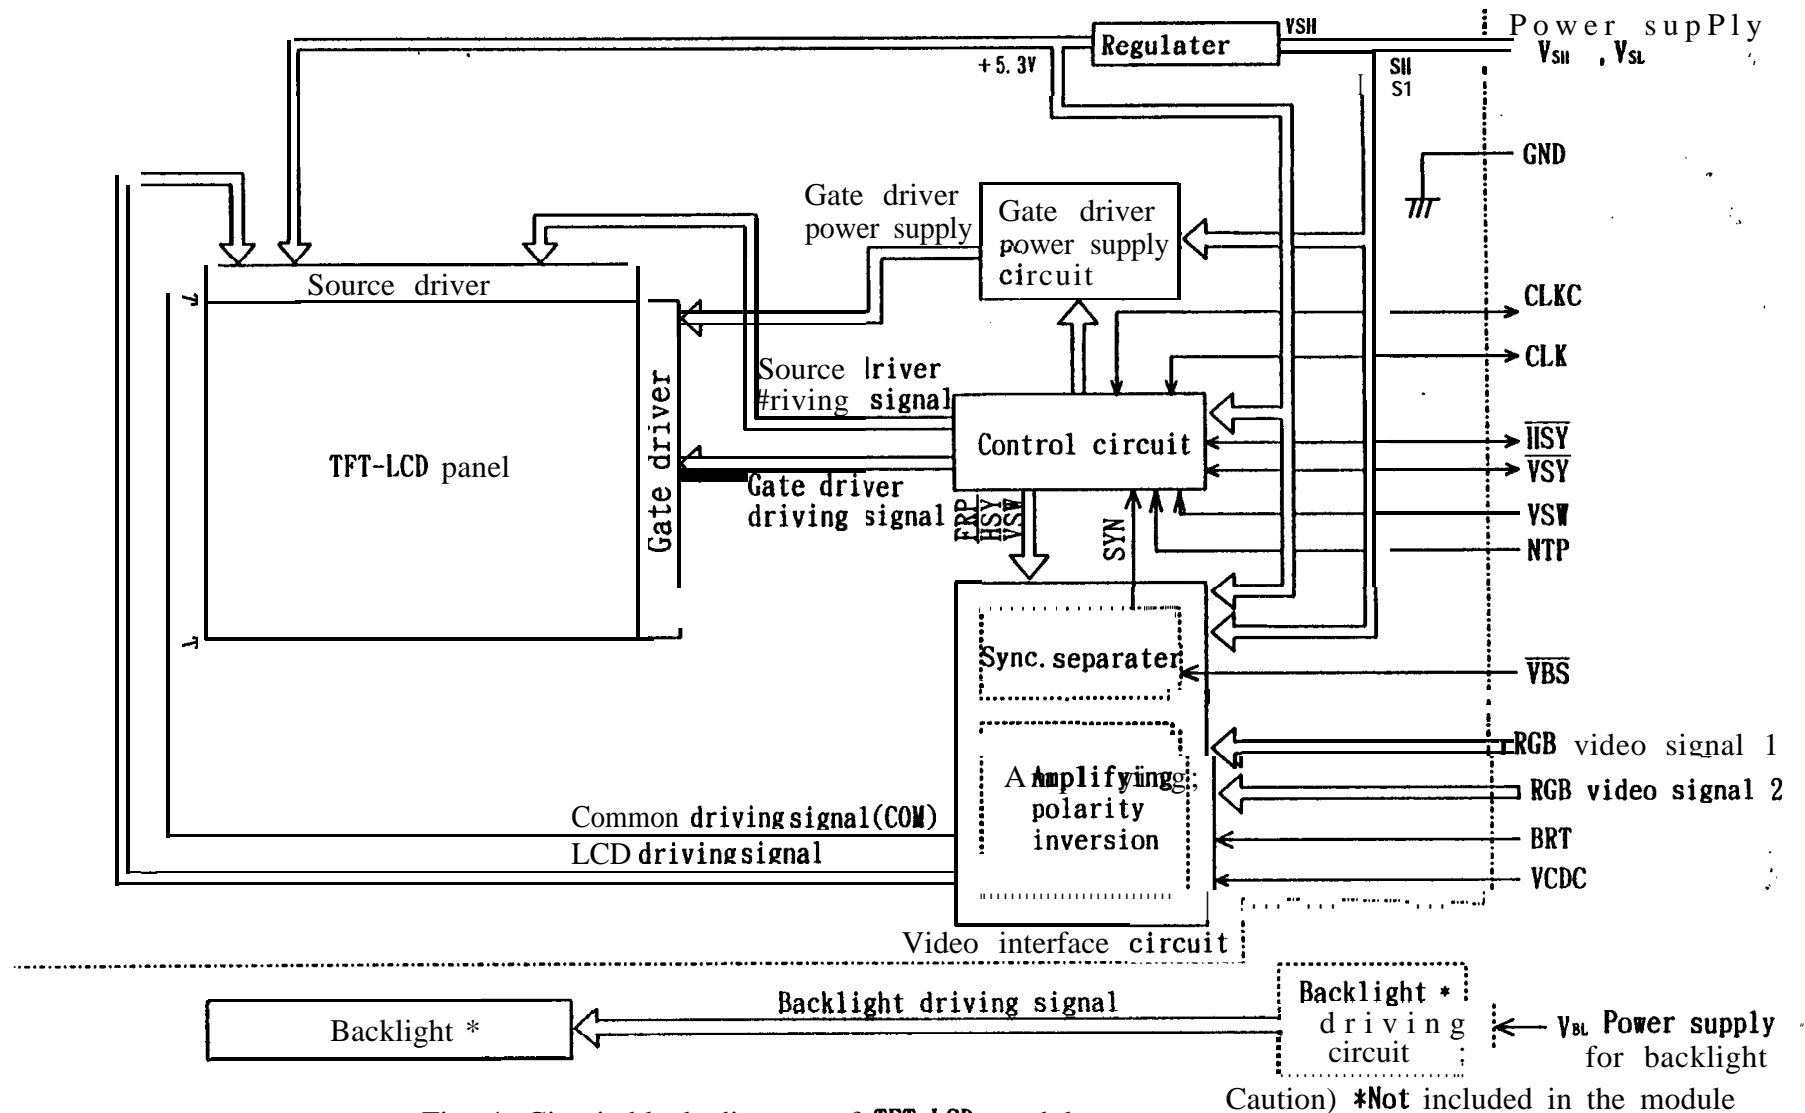 Power supPly
VSH , VSL
VSH
Regulater
+5.3V
SH
S1
GND
Gate driver
power supply
Gate driver
power supply
circuit
Source driver
CLKC
CLK
Source driver
#riving signal
Control circuit
HSY
VSY
VSW
NTP
TFT-LCD panel
Gate driver
Gate driver
driving signal
FRP
HSY
VSW
SYN
Sync.separater
VBS
RGB video signal 1
RGB video signal 2
Amplifying;
polarity
inversion
BRT
VCDC
Common driving signal(COM)
LCD driving signal
Video interface circuit
Backlight *
Backlight driving signal
Backlight *
driving
circuit
VBL Power supply
for backlight
Caution) *Not included in the module